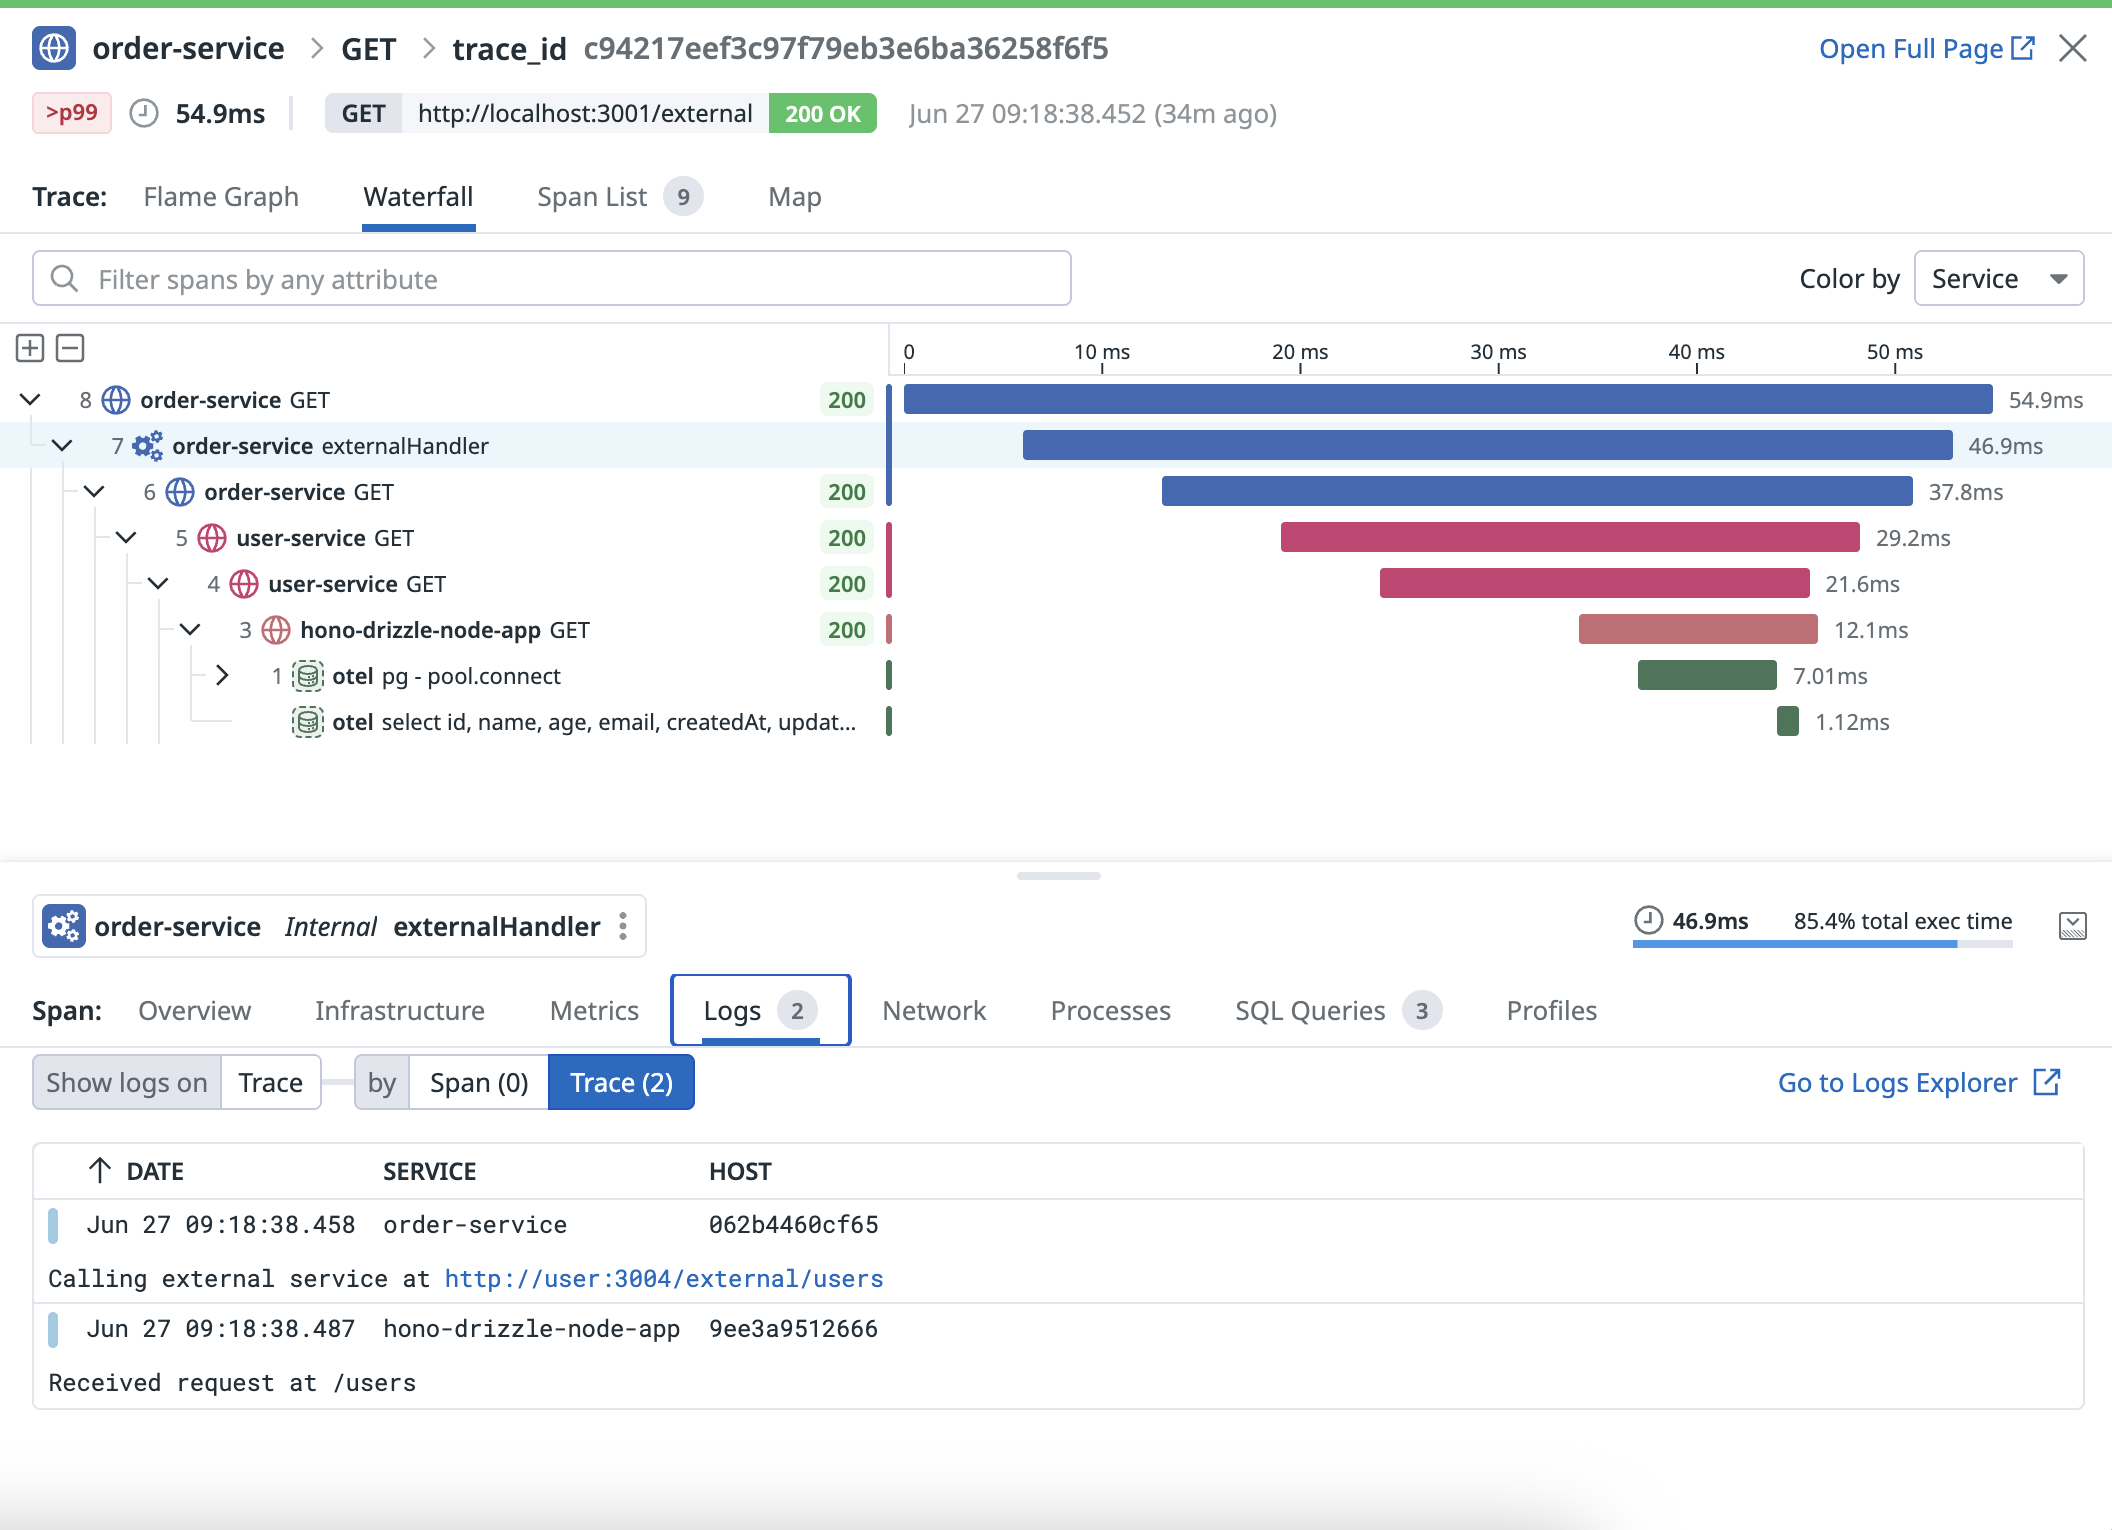 order-service > GET > trace_id c94217eef3c97f79eb3e6ba36258f6f5 Open Full Page
>p99 54.9ms GET http://localhost:3001/external 200 OK Jun 27 09:18:38.452 (34m ago)
Trace: Flame Graph Waterfall Span List 9 Map
Filter spans by any attribute Color by Service
0 10 ms 20 ms 30 ms 40 ms 50 ms
8 order-service GET 200 54.9ms
7 order-service externalHandler 46.9ms
6 order-service GET 200 37.8ms
5 user-service GET 200 29.2ms
4 user-service GET 200 21.6ms
3 hono-drizzle-node-app GET 200 12.1ms
1 otel pg - pool.connect 7.01ms
otel select id, name, age, email, createdAt, updat... 1.12ms
order-service Internal externalHandler 46.9ms 85.4% total exec time
Span: Overview Infrastructure Metrics Logs 2 Network Processes SQL Queries 3 Profiles
Show logs on Trace by Span (0) Trace (2) Go to Logs Explorer
DATE SERVICE HOST
Jun 27 09:18:38.458 order-service 062b4460cf65
Calling external service at http://user:3004/external/users
Jun 27 09:18:38.487 hono-drizzle-node-app 9ee3a9512666
Received request at /users